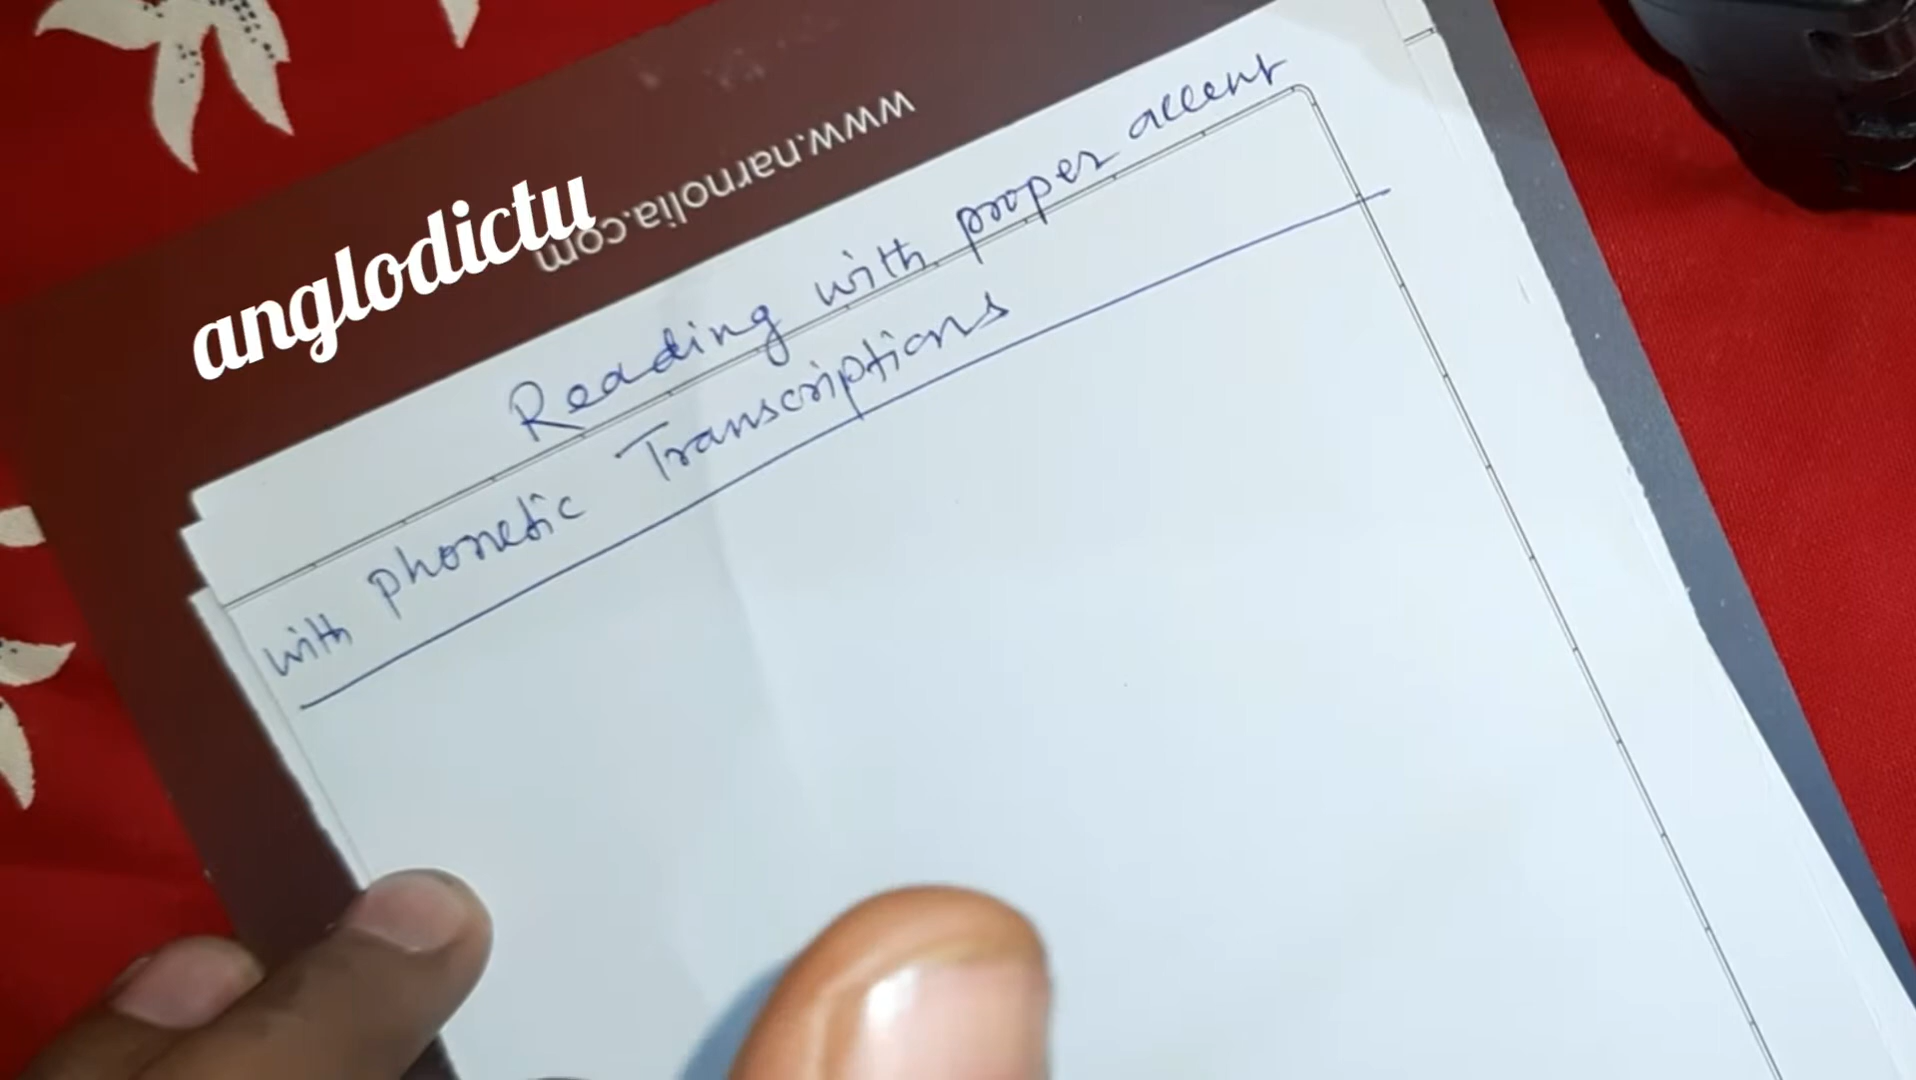 www.narnolia.com
anglodictu
Reading with proper accent
with phonetic Transcriptions